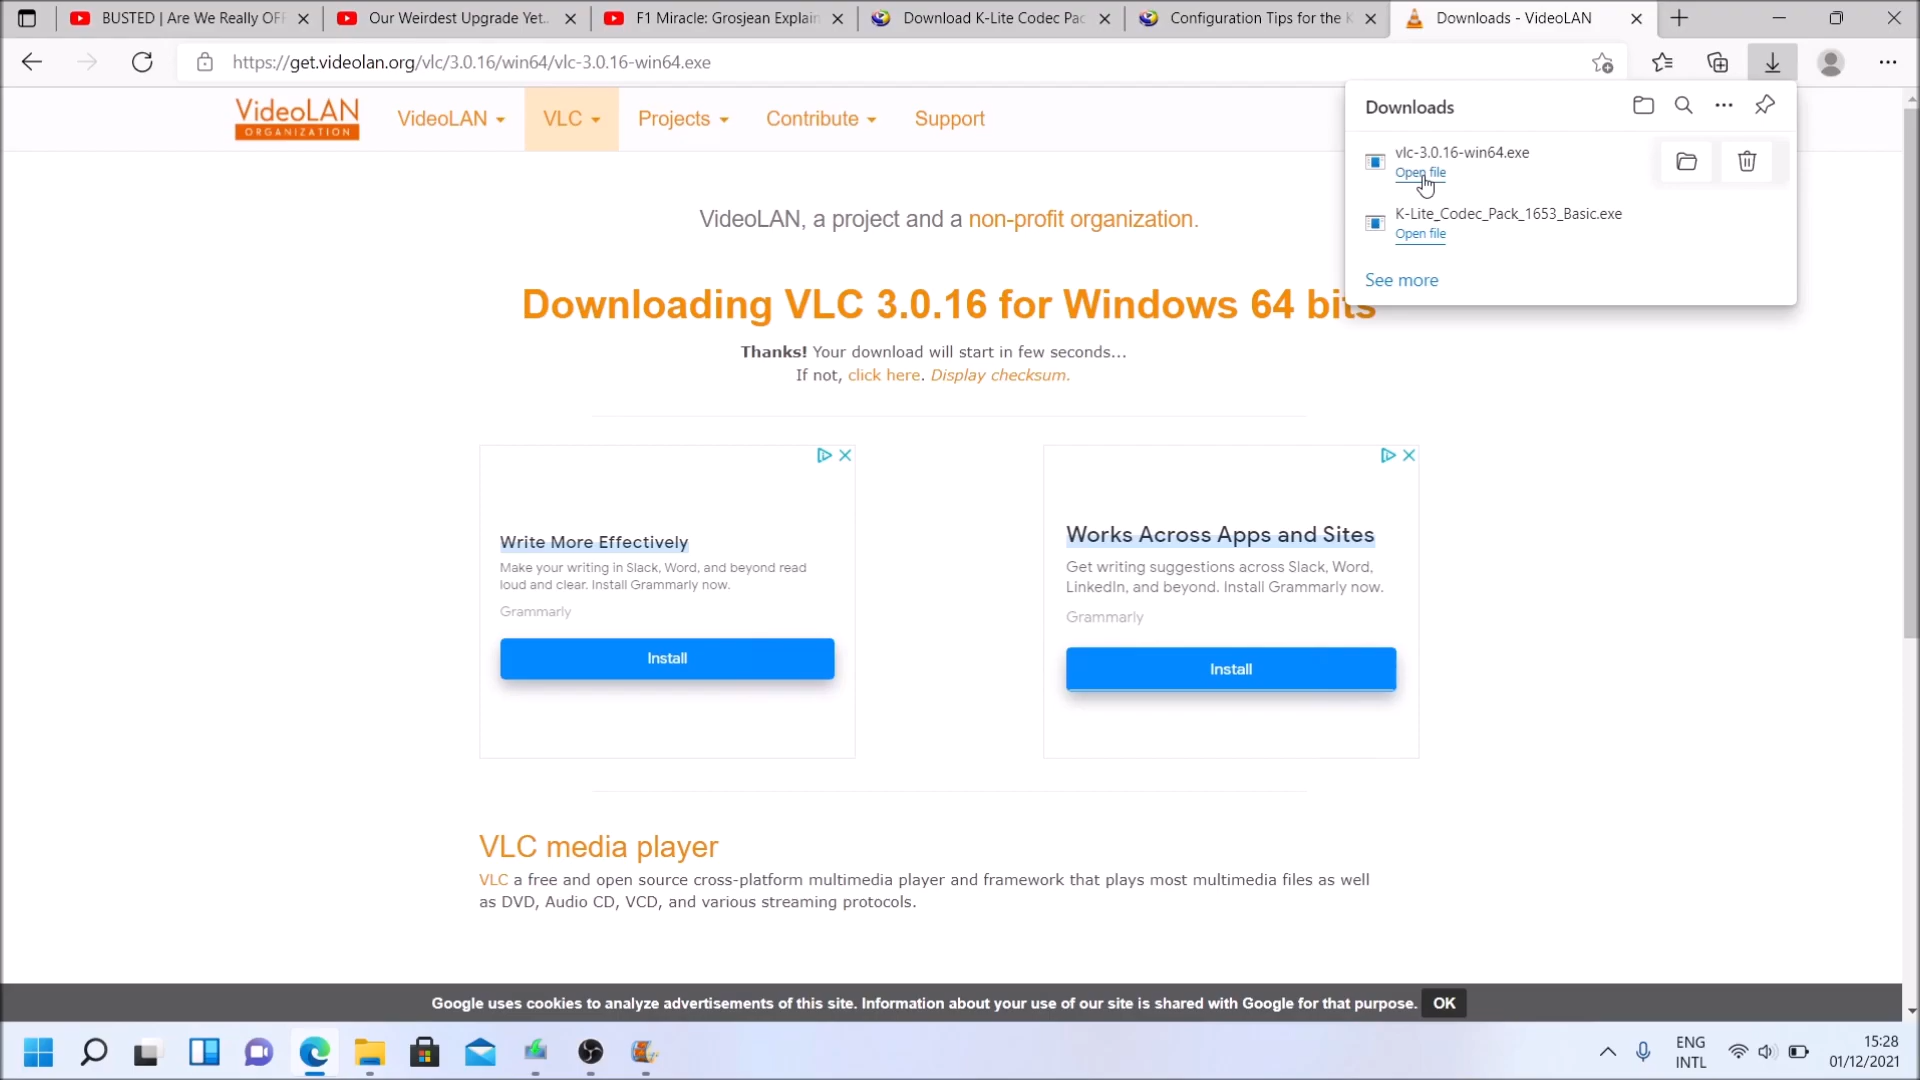 BUSTED | Are We Really OFF
Our Weirdest Upgrade Yet..
F1 Miracle: Grosjean Explain
Download K-Lite Codec Pac
Configuration Tips for the K
Downloads - VideoLAN
https://get.videolan.org/vlc/3.0.16/win64/vlc-3.0.16-win64.exe
VideoLAN
ORGANIZATION
VideoLAN
VLC
Projects
Contribute
Support
Downloads
vlc-3.0.16-win64.exe
Open file
K-Lite_Codec_Pack_1653_Basic.exe
Open file
See more
VideoLAN, a project and a non-profit organization.
Downloading VLC 3.0.16 for Windows 64 bits
Thanks! Your download will start in few seconds...
If not, click here. Display checksum.
Write More Effectively
Make your writing in Slack, Word, and beyond read
loud and clear. Install Grammarly now.
Grammarly
Install
Works Across Apps and Sites
Get writing suggestions across Slack, Word,
LinkedIn, and beyond. Install Grammarly now.
Grammarly
Install
VLC media player
VLC a free and open source cross-platform multimedia player and framework that plays most multimedia files as well
as DVD, Audio CD, VCD, and various streaming protocols.
Google uses cookies to analyze advertisements of this site. Information about your use of our site is shared with Google for that purpose. OK
ENG
INTL
15:28
01/12/2021